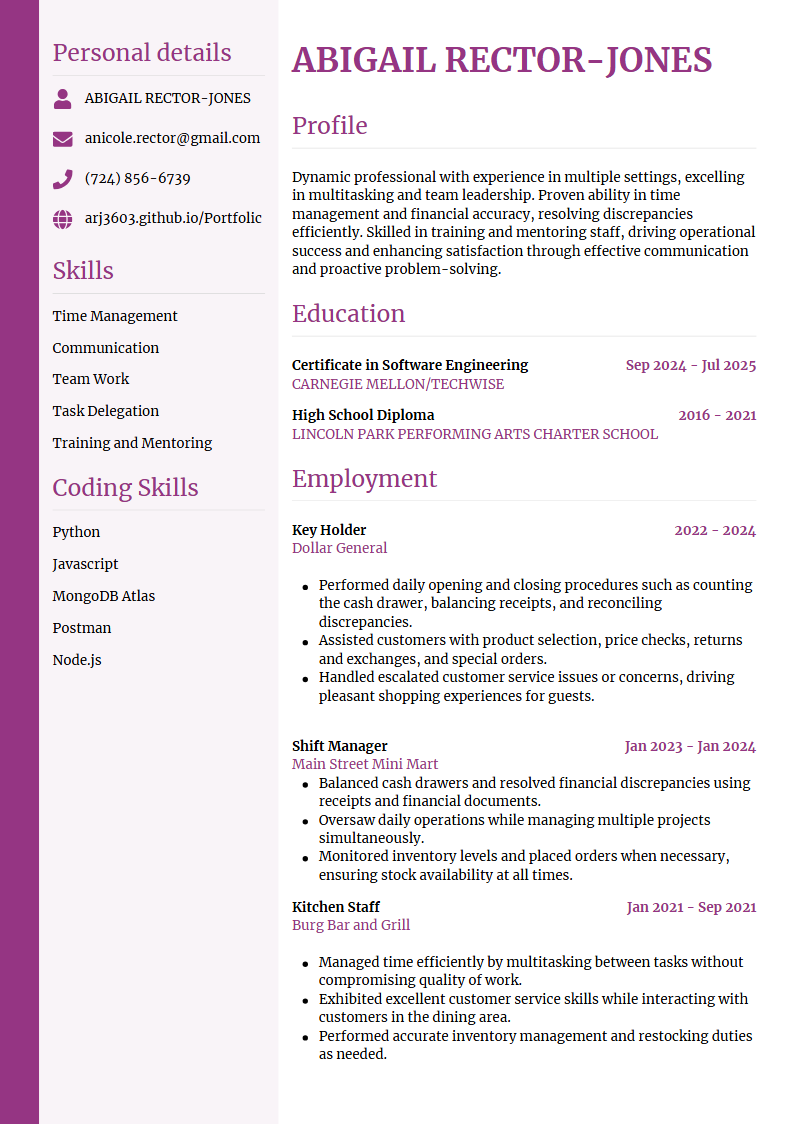 Personal details
ABIGAIL RECTOR-JONES
anicole.rector@gmail.com
(724) 856-6739
arj3603.github.io/Portfolic
Skills
Time Management
Communication
Team Work
Task Delegation
Training and Mentoring
Coding Skills
Python
Javascript
MongoDB Atlas
Postman
Node.js
ABIGAIL RECTOR-JONES
Profile
Dynamic professional with experience in multiple settings, excelling
in multitasking and team leadership. Proven ability in time
management and financial accuracy, resolving discrepancies
efficiently. Skilled in training and mentoring staff, driving operational
success and enhancing satisfaction through effective communication
and proactive problem-solving.
Education
Certificate in Software Engineering Sep 2024 - Jul 2025
CARNEGIE MELLON/TECHWISE
High School Diploma 2016 - 2021
LINCOLN PARK PERFORMING ARTS CHARTER SCHOOL
Employment
Key Holder 2022 - 2024
Dollar General
• Performed daily opening and closing procedures such as counting
the cash drawer, balancing receipts, and reconciling
discrepancies.
• Assisted customers with product selection, price checks, returns
and exchanges, and special orders.
• Handled escalated customer service issues or concerns, driving
pleasant shopping experiences for guests.
Shift Manager Jan 2023 - Jan 2024
Main Street Mini Mart
• Balanced cash drawers and resolved financial discrepancies using
receipts and financial documents.
• Oversaw daily operations while managing multiple projects
simultaneously.
• Monitored inventory levels and placed orders when necessary,
ensuring stock availability at all times.
Kitchen Staff Jan 2021 - Sep 2021
Burg Bar and Grill
• Managed time efficiently by multitasking between tasks without
compromising quality of work.
• Exhibited excellent customer service skills while interacting with
customers in the dining area.
• Performed accurate inventory management and restocking duties
as needed.